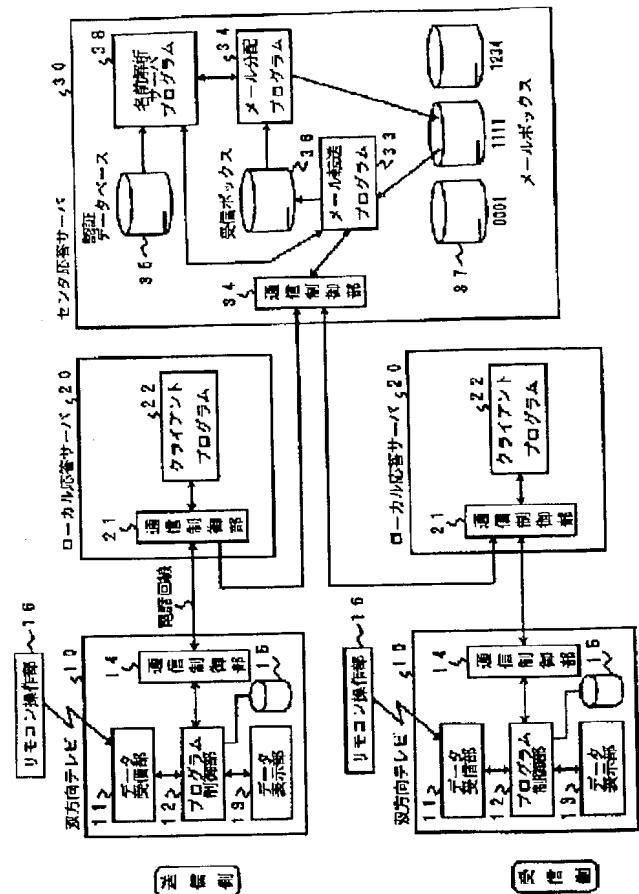 センタ応答サーバ
30
認証
データベース
35
名前解析
サーバ
プログラム
38
メール分配
プログラム
34
受信ボックス
36
メール転送
プログラム
33
通信制御部
34
37
0001
1111
1234
メールボックス
ローカル応答サーバ
20
21
通信制御部
22
クライアント
プログラム
電話回線
リモコン操作部
16
双方向テレビ
10
11
データ
受信部
12
プログラム
制御部
13
データ
表示部
14
通信制御部
15
送信側
ローカル応答サーバ
20
21
通信制御部
22
クライアント
プログラム
リモコン操作部
16
双方向テレビ
10
11
データ
受信部
12
プログラム
制御部
13
データ
表示部
14
通信制御部
15
受信側